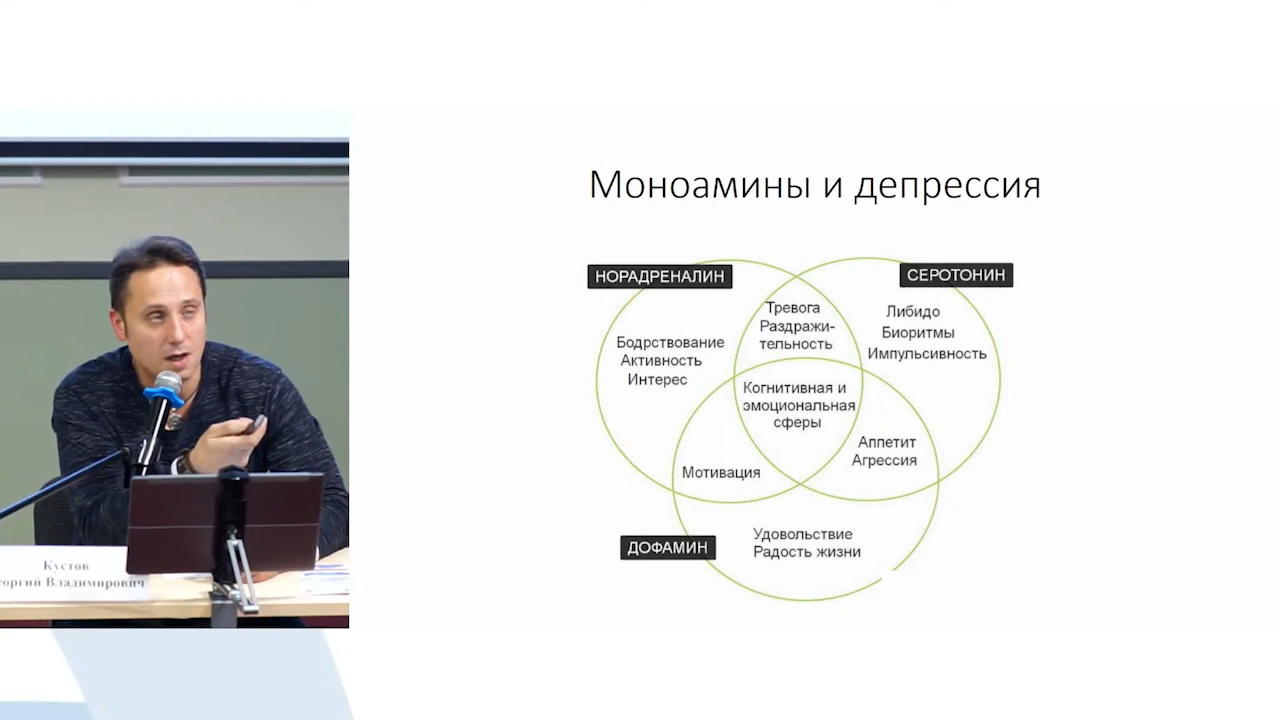 Моноамины и депрессия
НОРАДРЕНАЛИН
СЕРОТОНИН
Тревога
Раздражи-
тельность
Либидо
Биоритмы
Импульсивность
Бодрствование
Активность
Интерес
Когнитивная и
эмоциональная
сферы
Аппетит
Агрессия
Мотивация
ДОФАМИН
Удовольствие
Радость жизни
Кустов
еоргий Владимирович